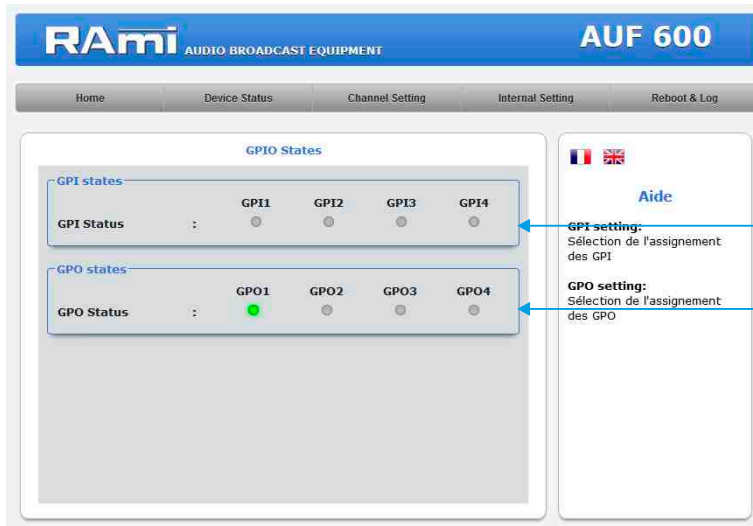 RAmi AUDIO BROADCAST EQUIPMENT
AUF 600
Home Device Status Channel Setting Internal Setting Reboot & Log
GPIO States
GPI states
GPI1 GPI2 GPI3 GPI4
GPI Status :
GPO states
GPO1 GPO2 GPO3 GPO4
GPO Status :
Aide
GPI setting:
Sélection de l'assignement
des GPI
GPO setting:
Sélection de l'assignement
des GPO